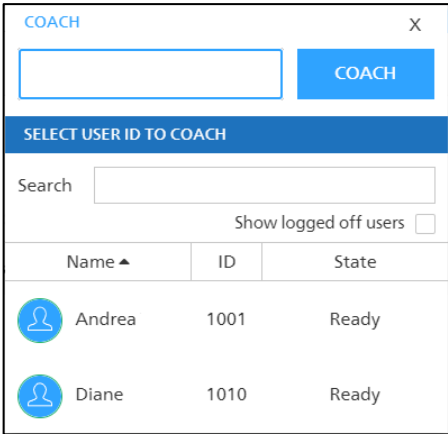 COACH X
COACH
SELECT USER ID TO COACH
Search
Show logged off users
Name ID State
Andrea 1001 Ready
Diane 1010 Ready